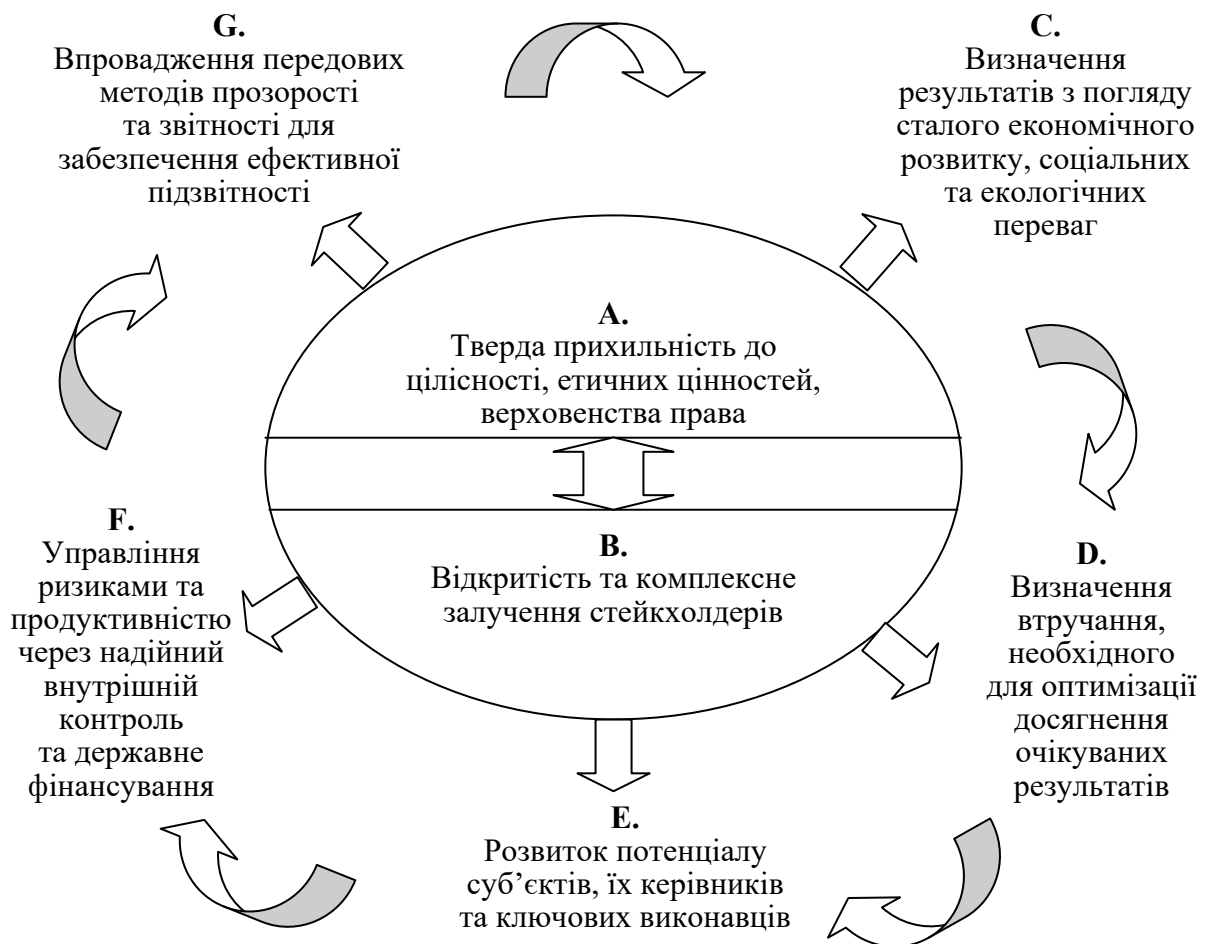 G.
Впровадження передових
методів прозорості
та звітності для
забезпечення ефективної
підзвітності
C.
Визначення
результатів з погляду
сталого економічного
розвитку, соціальних
та екологічних
переваг
A.
Тверда прихильність до
цілісності, етичних цінностей,
верховенства права
B.
Відкритість та комплексне
залучення стейкхолдерів
F.
Управління
ризиками та
продуктивністю
через надійний
внутрішній
контроль
та державне
фінансування
D.
Визначення
втручання,
необхідного
для оптимізації
досягнення
очікуваних
результатів
E.
Розвиток потенціалу
суб’єктів, їх керівників
та ключових виконавців